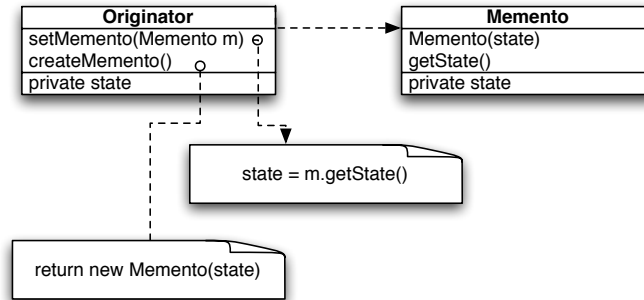 Originator
setMemento(Memento m)
createMemento()
private state
Memento
Memento(state)
getState()
private state
state = m.getState()
return new Memento(state)